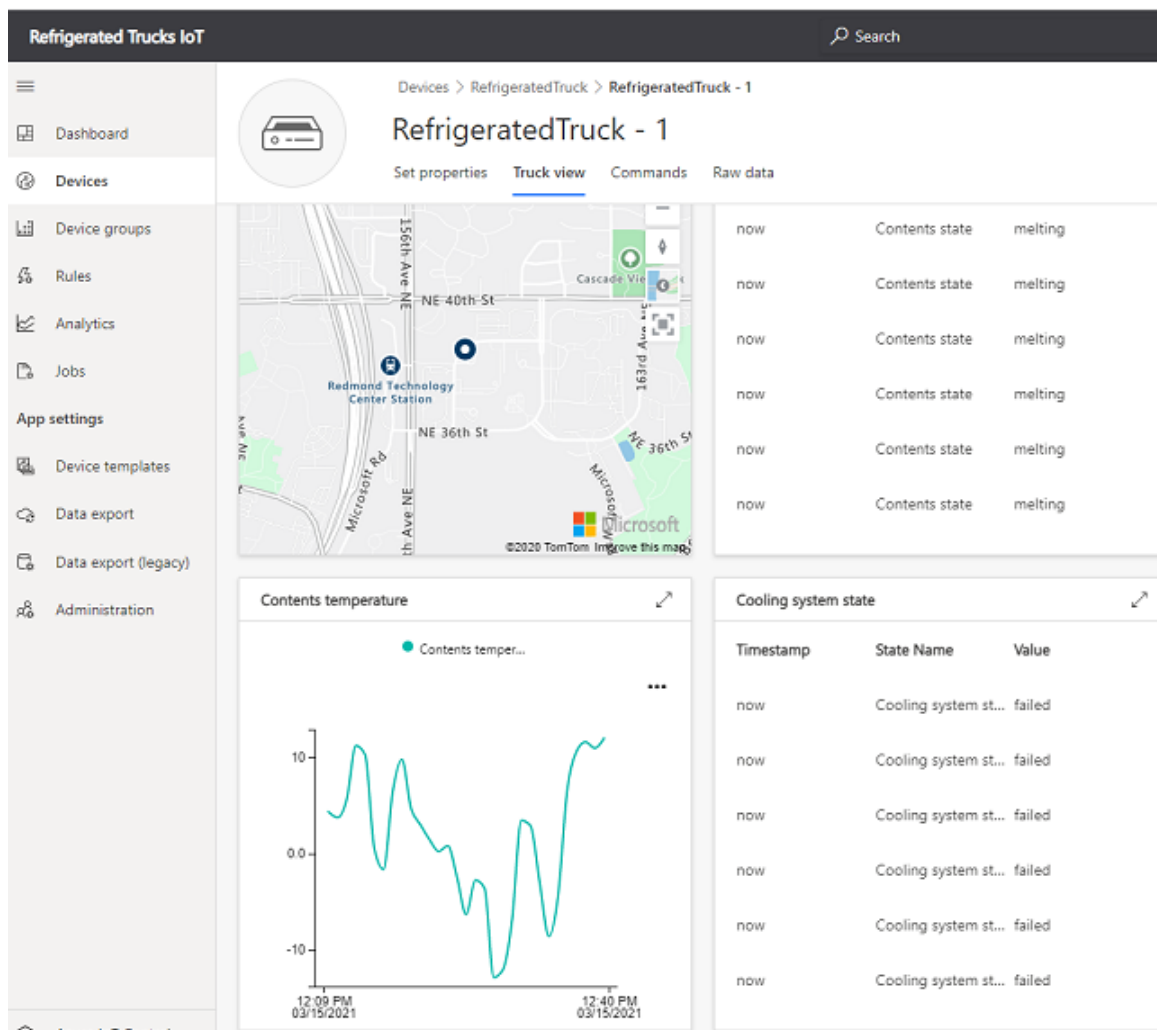 Refrigerated Trucks IoT
Search
Dashboard
Devices
Device groups
Rules
Analytics
Jobs
App settings
Device templates
Data export
Data export (legacy)
Administration
Devices > RefrigeratedTruck > RefrigeratedTruck - 1
RefrigeratedTruck - 1
Set properties Truck view Commands Raw data
156th Ave NE
NE 40th St
163rd Ave NE
Redmond Technology
Center Station
NE 36th St
NE 36th St
Microsoft Rd
Ave NE
Microsoft
©2020 TomTom Improve this map
now Contents state melting
now Contents state melting
now Contents state melting
now Contents state melting
now Contents state melting
now Contents state melting
Contents temperature
Contents temper...
10
0.0
-10
12:09 PM
03/15/2021
12:40 PM
03/15/2021
Cooling system state
Timestamp State Name Value
now Cooling system st... failed
now Cooling system st... failed
now Cooling system st... failed
now Cooling system st... failed
now Cooling system st... failed
now Cooling system st... failed